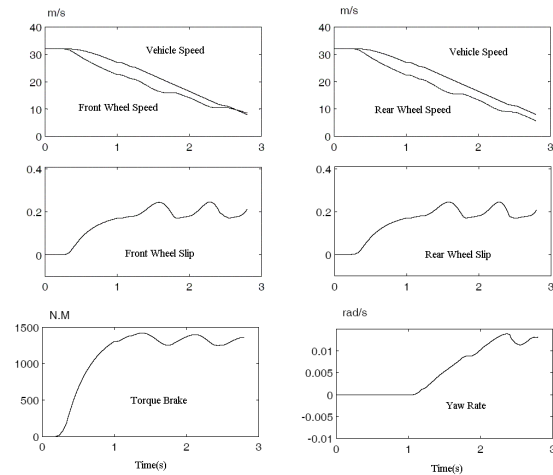 m/s
40
30
20
10
0
0 1 2 3
Vehicle Speed
Front Wheel Speed
m/s
40
30
20
10
0
0 1 2 3
Vehicle Speed
Rear Wheel Speed
0.4
0.2
0
0 1 2 3
Front Wheel Slip
0.4
0.2
0
0 1 2 3
Rear Wheel Slip
N.M
1500
1000
500
0
0 1 2 3
Torque Brake
Time(s)
rad/s
0.01
0.005
0
-0.005
-0.01
0 1 2 3
Yaw Rate
Time(s)